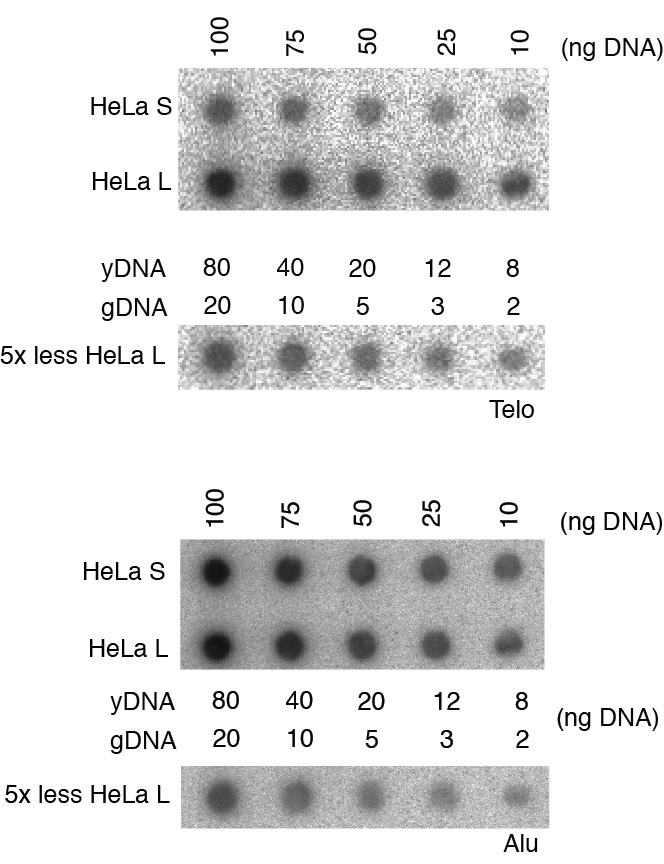 100 75 50 25 10 (ng DNA)
HeLa S
HeLa L
yDNA 80 40 20 12 8
gDNA 20 10 5 3 2
5x less HeLa L
Telo
100 75 50 25 10 (ng DNA)
HeLa S
HeLa L
yDNA 80 40 20 12 8
(ng DNA)
gDNA 20 10 5 3 2
5x less HeLa L
Alu